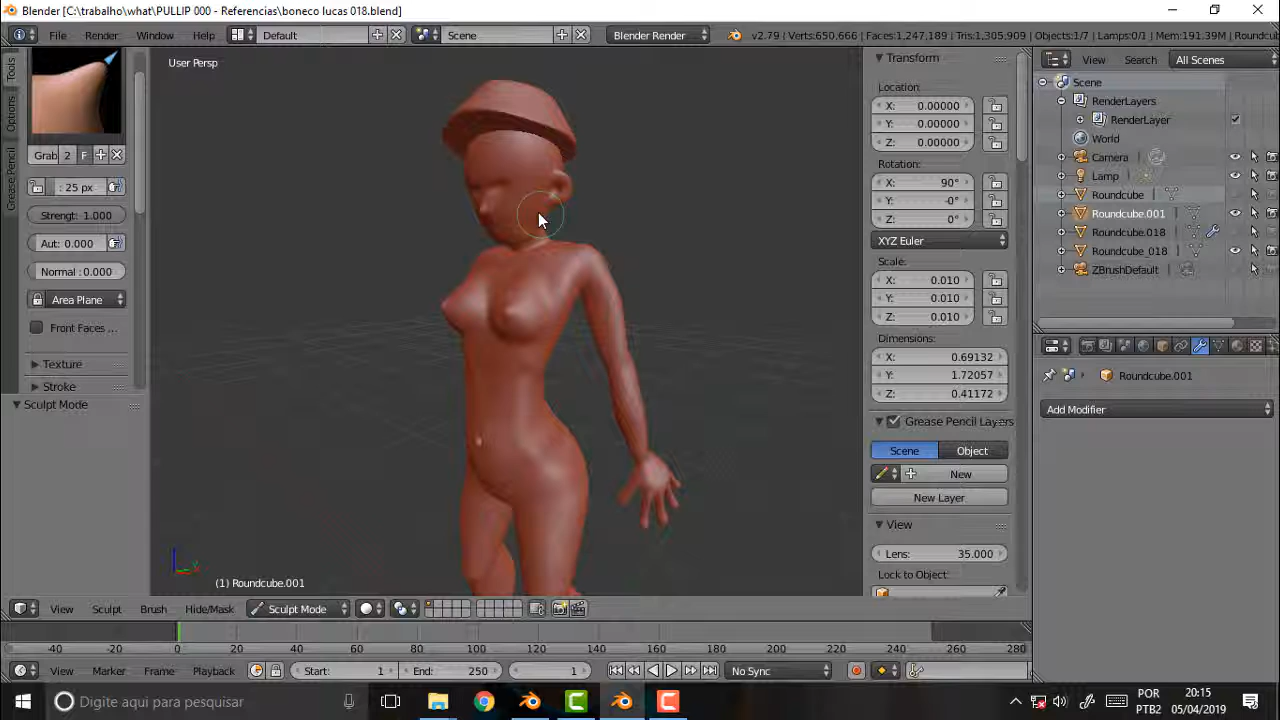 Blender [C:\trabalho\what\PULLIP 000 - Referencias\boneco lucas 018.blend]
File Render Window Help Default Scene Blender Render v2.79 | Verts:650,666 | Faces:1,247,189 | Tris:1,305,909 | Objects:1/7 | Lamps:0/1 | Mem:191.39M | Roundcub
Tools
Options
Grease Pencil
User Persp
Grab 2 F
: 25 px
Strengt: 1.000
Aut: 0.000
Normal : 0.000
Area Plane
Front Faces ...
Texture
Stroke
Sculpt Mode
(1) Roundcube.001
Transform
Location:
X: 0.00000
Y: 0.00000
Z: 0.00000
Rotation:
X: 90°
Y: -0°
Z: 0°
XYZ Euler
Scale:
X: 0.010
Y: 0.010
Z: 0.010
Dimensions:
X: 0.69132
Y: 1.72057
Z: 0.41172
Grease Pencil Layers
Scene Object
New
New Layer
View
Lens: 35.000
Lock to Object:
View Search All Scenes
Scene
RenderLayers
RenderLayer
World
Camera
Lamp
Roundcube
Roundcube.001
Roundcube.018
Roundcube_018
ZBrushDefault
Roundcube.001
Add Modifier
View Sculpt Brush Hide/Mask Sculpt Mode
-40 -20 0 20 40 60 80 100 120 140 160 180 200 220 240 260 280
View Marker Frame Playback Start: 1 End: 250 1 No Sync
Digite aqui para pesquisar
POR
PTB2
20:15
05/04/2019